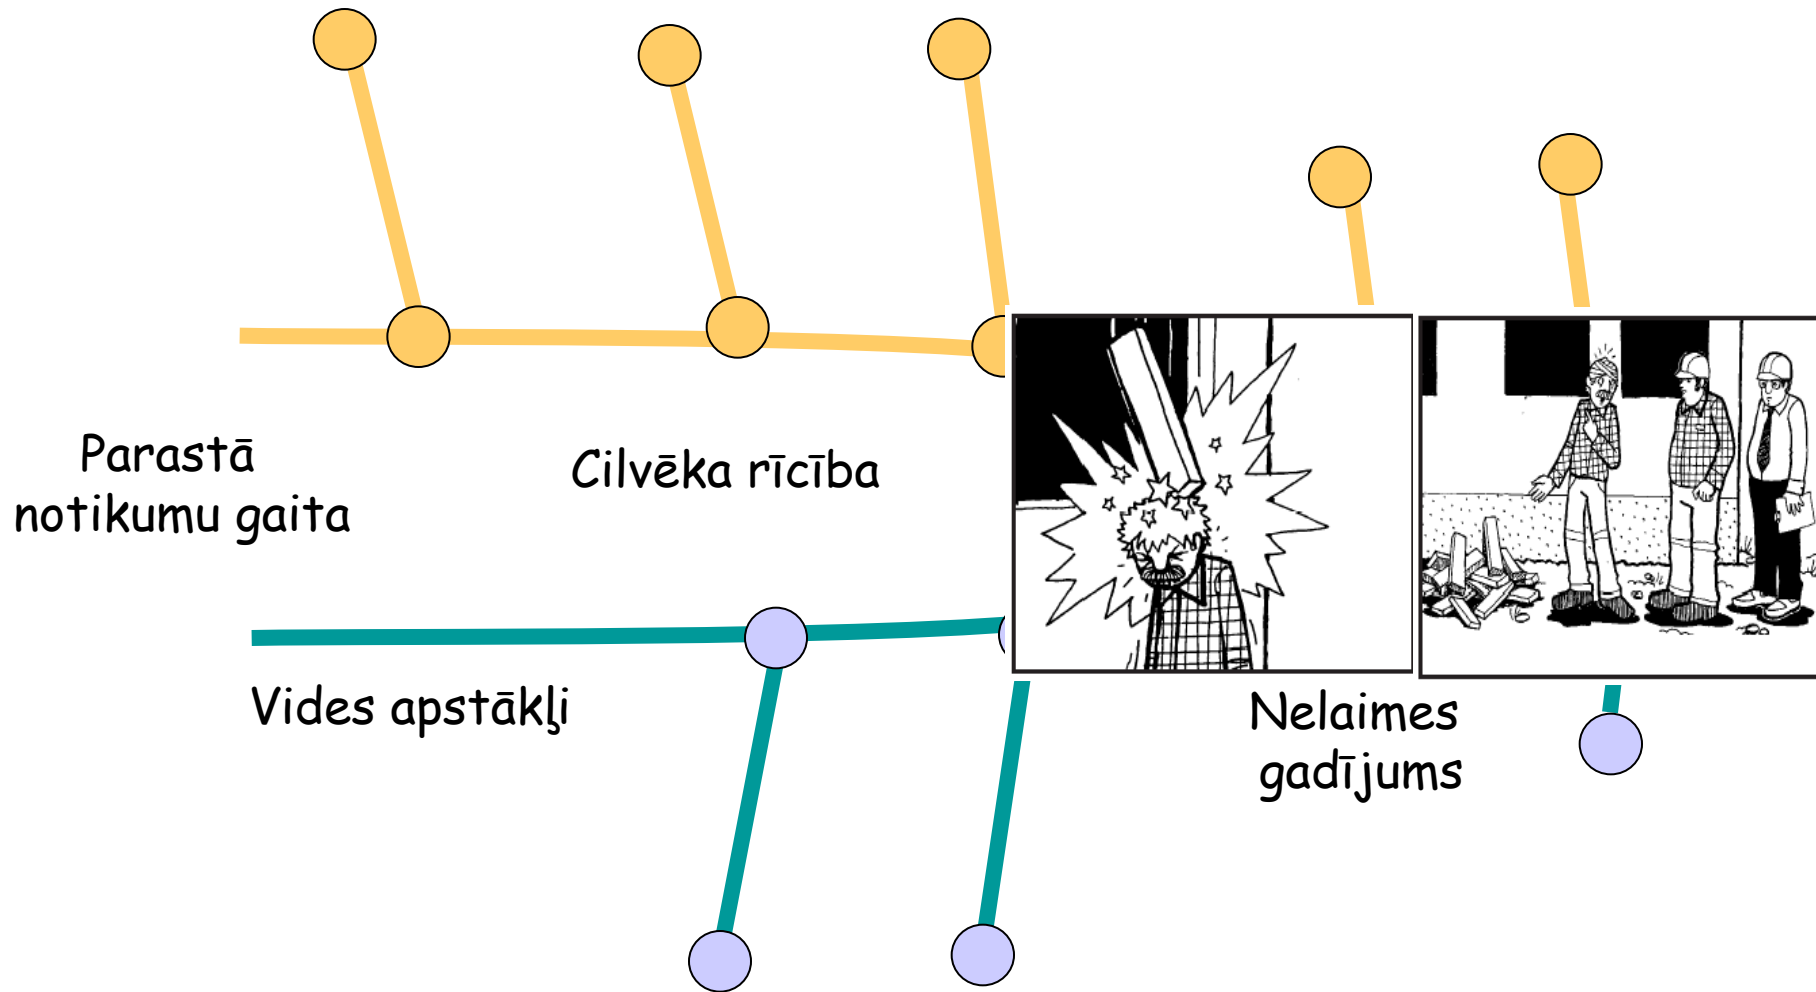 Parastā
notikumu gaita
Cilvēka rīcība
Vides apstākļi
Nelaimes
gadījums